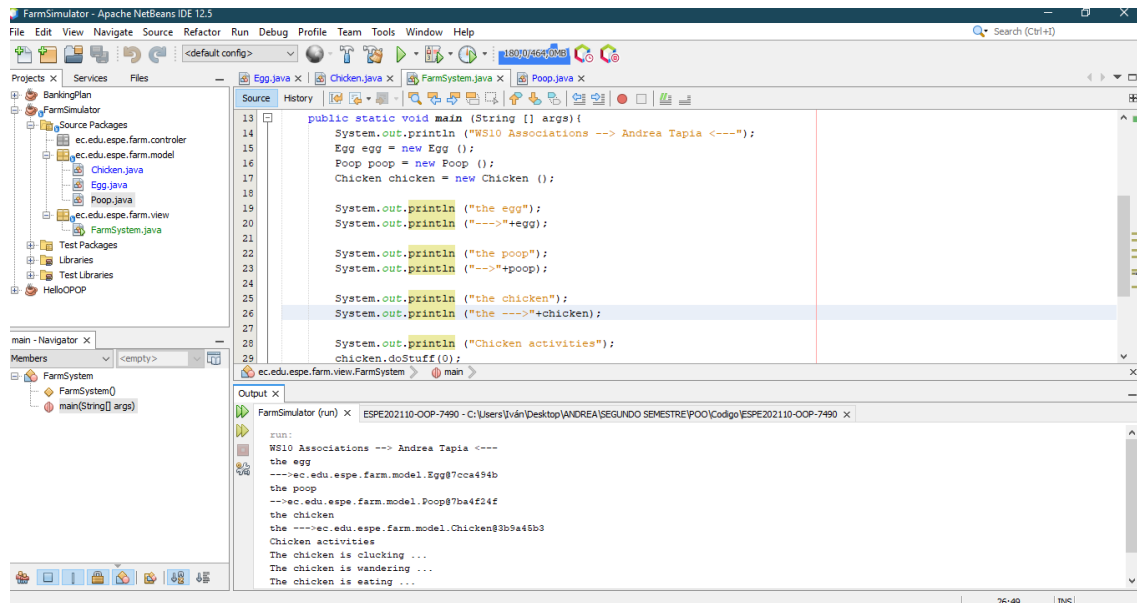 FarmSimulator - Apache NetBeans IDE 12.5
File Edit View Navigate Source Refactor Run Debug Profile Team Tools Window Help
Search (Ctrl+I)
<default config>
180,0/464,0MB
Projects Services Files
BankingPlan
FarmSimulator
Source Packages
ec.edu.espe.farm.controler
ec.edu.espe.farm.model
Chicken.java
Egg.java
Poop.java
ec.edu.espe.farm.view
FarmSystem.java
Test Packages
Libraries
Test Libraries
HelloOPOP
main - Navigator
Members <empty>
FarmSystem
FarmSystem()
main(String[] args)
Egg.java Chicken.java FarmSystem.java Poop.java
Source History
13 public static void main (String [] args){
14 System.out.println ("WS10 Associations --> Andrea Tapia <---");
15 Egg egg = new Egg ();
16 Poop poop = new Poop ();
17 Chicken chicken = new Chicken ();
18
19 System.out.println ("the egg");
20 System.out.println ("--->"+egg);
21
22 System.out.println ("the poop");
23 System.out.println ("-->"+poop);
24
25 System.out.println ("the chicken");
26 System.out.println ("the --->"+chicken);
27
28 System.out.println ("Chicken activities");
29 chicken.doStuff(0);
ec.edu.espe.farm.view.FarmSystem main
Output
FarmSimulator (run) ESPE202110-OOP-7490 - C:\Users\Iván\Desktop\ANDREA\SEGUNDO SEMESTRE\POO\Codigo\ESPE202110-OOP-7490
run:
WS10 Associations --> Andrea Tapia <---
the egg
--->ec.edu.espe.farm.model.Egg@7cca494b
the poop
-->ec.edu.espe.farm.model.Poop@7ba4f24f
the chicken
the --->ec.edu.espe.farm.model.Chicken@3b9a45b3
Chicken activities
The chicken is clucking ...
The chicken is wandering ...
The chicken is eating ...
26:49 INS